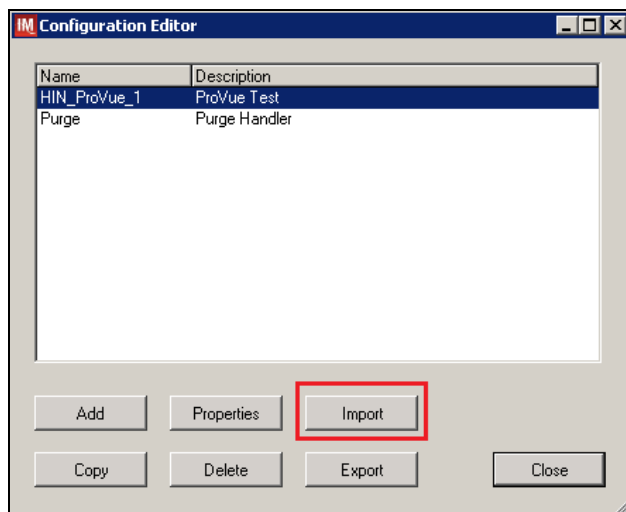 IM Configuration Editor
Name Description
HIN_ProVue_1 ProVue Test
Purge Purge Handler
Add Properties Import
Copy Delete Export Close